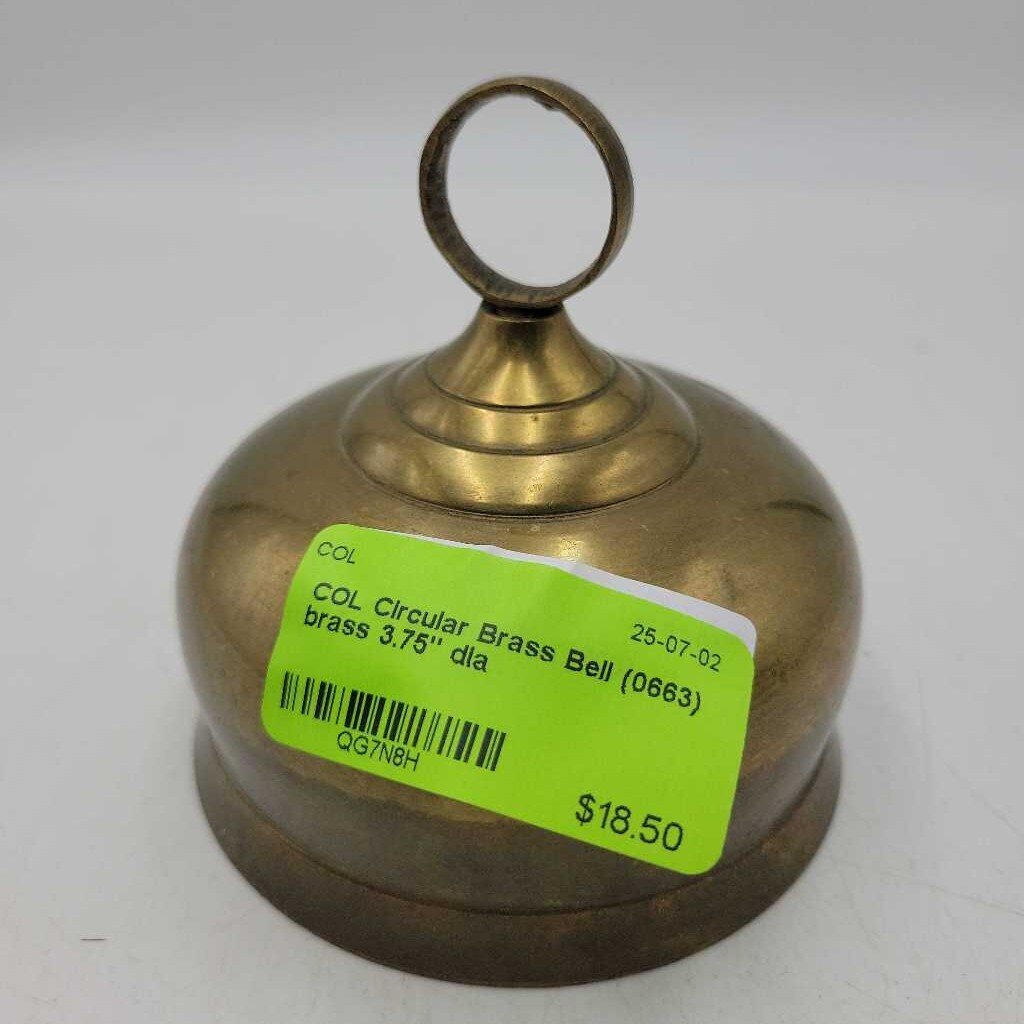 COL
25-07-02
COL Circular Brass Bell (0663)
brass 3.75" dia
QG7N8H
$18.50